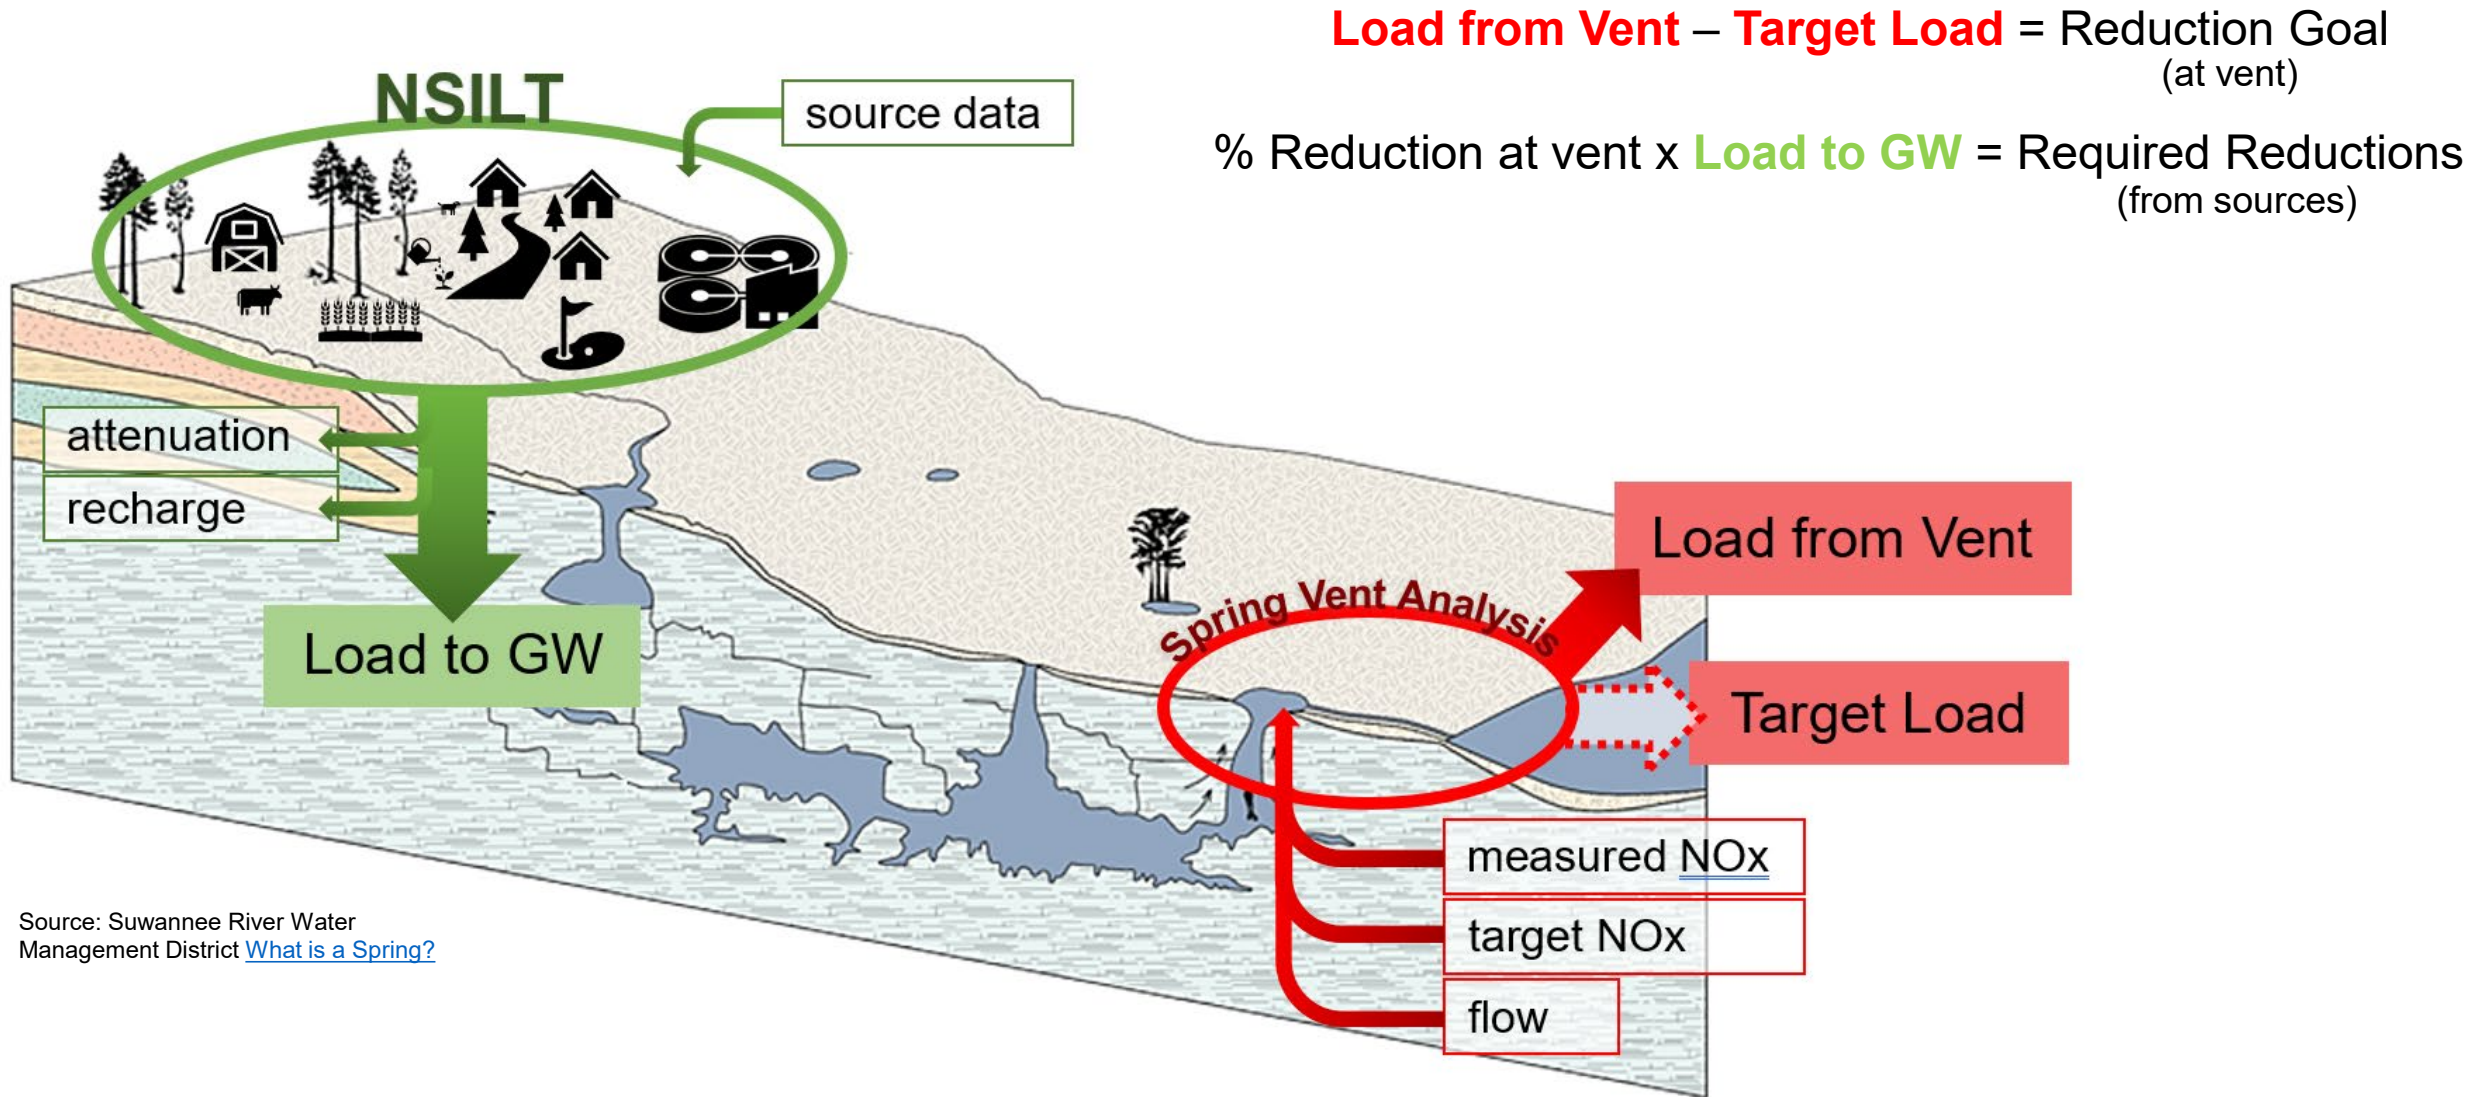 Load from Vent – Target Load = Reduction Goal
(at vent)
% Reduction at vent x Load to GW = Required Reductions
(from sources)
NSILT
source data
attenuation
recharge
Load to GW
Spring Vent Analysis
Load from Vent
Target Load
measured NOx
target NOx
flow
Source: Suwannee River Water
Management District What is a Spring?